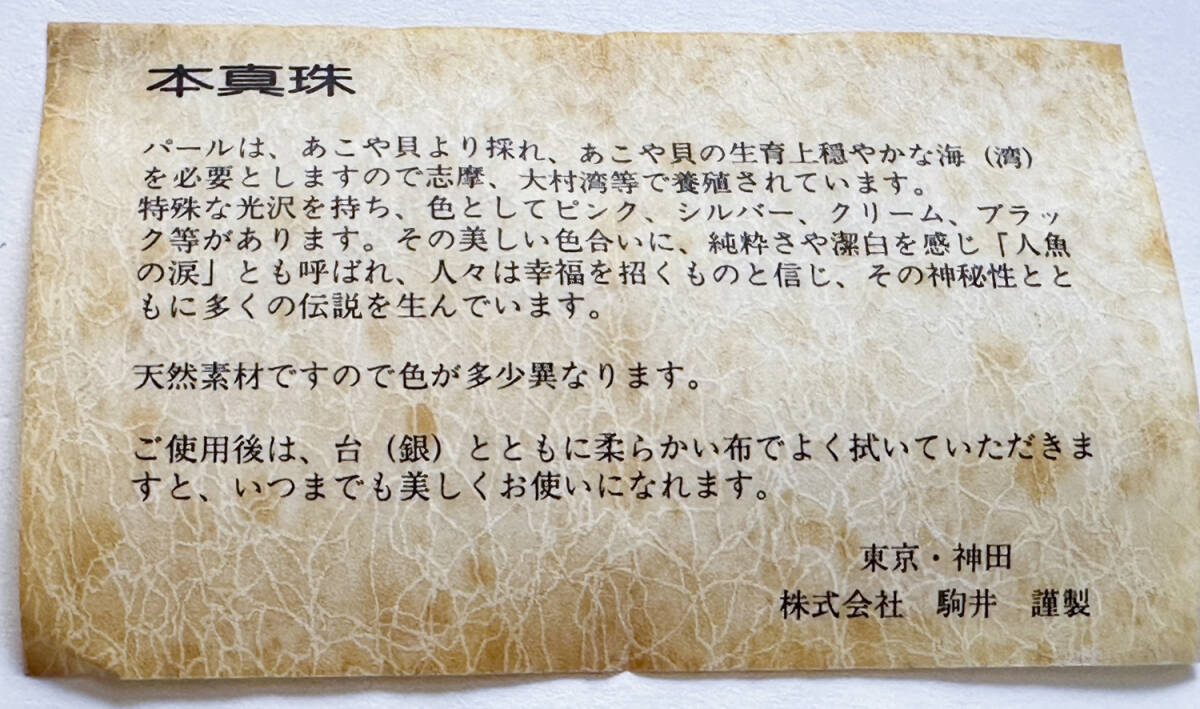 本真珠
パールは、あこや貝より採れ、あこや貝の生育上穏やかな海（湾）
を必要としますので志摩、大村湾等で養殖されています。
特殊な光沢を持ち、色としてピンク、シルバー、クリーム、ブラッ
ク等があります。その美しい色合いに、純粋さや潔白を感じ「人魚
の涙」とも呼ばれ、人々は幸福を招くものと信じ、その神秘性とと
もに多くの伝説を生んでいます。
天然素材ですので色が多少異なります。
ご使用後は、台（銀）とともに柔らかい布でよく拭いていただきま
すと、いつまでも美しくお使いになれます。
東京・神田
株式会社　駒井　謹製